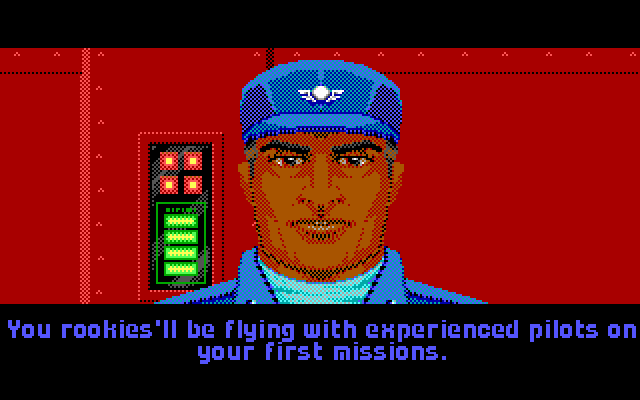 You rookies'll be flying with experienced pilots on
your first missions.